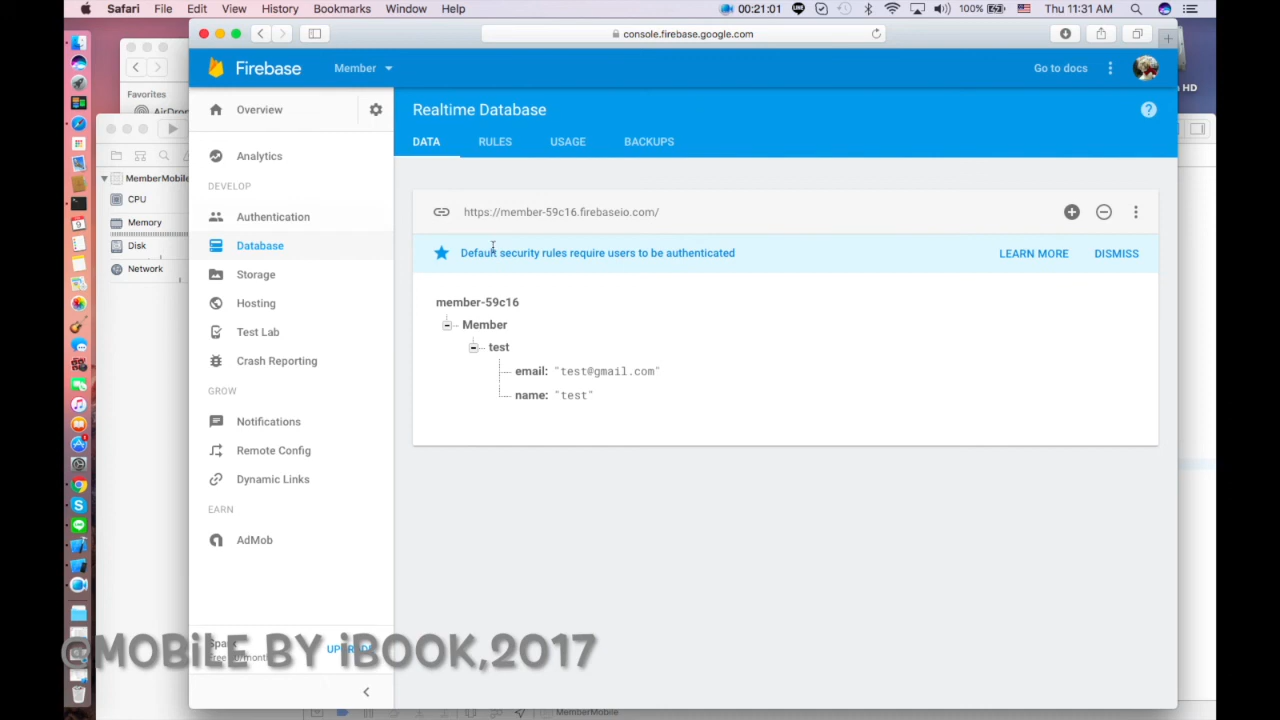 Safari File Edit View History Bookmarks Window Help 00:21:01 100% Thu 11:31 AM
console.firebase.google.com
Favorites
HD
Firebase Member Go to docs
Overview
Realtime Database
DATA RULES USAGE BACKUPS
Analytics
DEVELOP
MemberMobile
CPU
Memory
Disk
Network
Authentication
Database
Storage
Hosting
Test Lab
Crash Reporting
GROW
Notifications
Remote Config
Dynamic Links
EARN
AdMob
https://member-59c16.firebaseio.com/
Default security rules require users to be authenticated LEARN MORE DISMISS
member-59c16
Member
test
email: "test@gmail.com"
name: "test"
©MOBiLE BY iBOOK,2017
MemberMobile